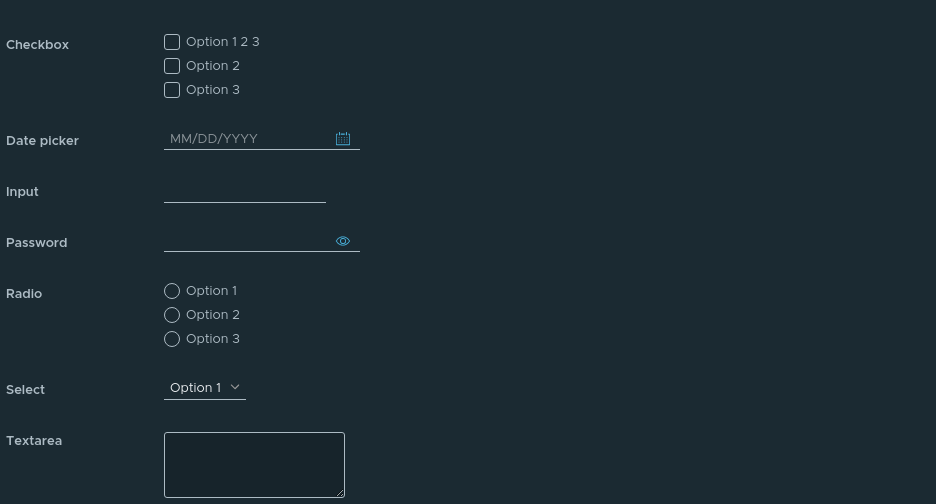 Checkbox
Option 1 2 3
Option 2
Option 3
Date picker
MM/DD/YYYY
Input
Password
Radio
Option 1
Option 2
Option 3
Select
Option 1
Textarea